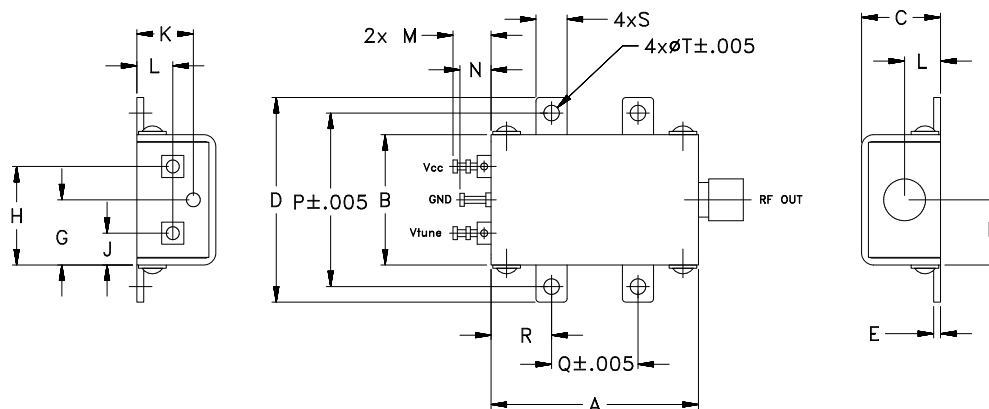 K
L
H
G
J
2x M
N
4xS
4xøT±.005
D
P±.005
B
Vcc
GND
Vtune
RF OUT
R
Q±.005
A
C
L
E